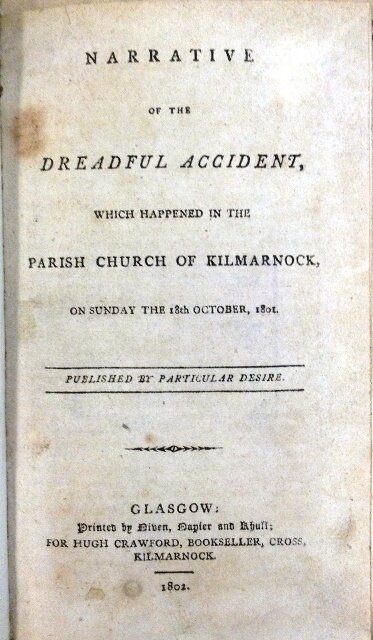 NARRATIVE
OF THE
DREADFUL ACCIDENT,
WHICH HAPPENED IN THE
PARISH CHURCH OF KILMARNOCK,
ON SUNDAY THE 18th OCTOBER, 1801.
PUBLISHED BY PARTICULAR DESIRE.
GLASGOW:
Printed by Niven, Napier and Khull;
FOR HUGH CRAWFORD, BOOKSELLER, CROSS,
KILMARNOCK.
1802.